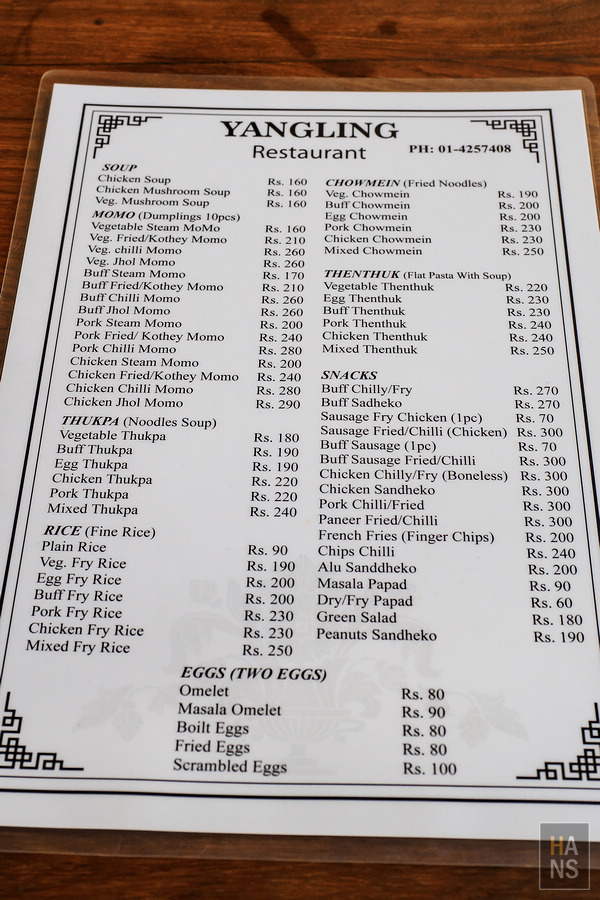 YANGLING
Restaurant
PH: 01-4257408
SOUP
Chicken Soup Rs. 160
Chicken Mushroom Soup Rs. 160
Veg. Mushroom Soup Rs. 160
MOMO (Dumplings 10pcs)
Vegetable Steam MoMo Rs. 160
Veg. Fried/Kothey Momo Rs. 210
Veg. chilli Momo Rs. 260
Veg. Jhol Momo Rs. 260
Buff Steam Momo Rs. 170
Buff Fried/Kothey Momo Rs. 210
Buff Chilli Momo Rs. 260
Buff Jhol Momo Rs. 260
Pork Steam Momo Rs. 200
Pork Fried/ Kothey Momo Rs. 240
Pork Chilli Momo Rs. 280
Chicken Steam Momo Rs. 200
Chicken Fried/Kothey Momo Rs. 240
Chicken Chilli Momo Rs. 280
Chicken Jhol Momo Rs. 290
THUKPA (Noodles Soup)
Vegetable Thukpa Rs. 180
Buff Thukpa Rs. 190
Egg Thukpa Rs. 190
Chicken Thukpa Rs. 220
Pork Thukpa Rs. 220
Mixed Thukpa Rs. 240
RICE (Fine Rice)
Plain Rice Rs. 90
Veg. Fry Rice Rs. 190
Egg Fry Rice Rs. 200
Buff Fry Rice Rs. 200
Pork Fry Rice Rs. 230
Chicken Fry Rice Rs. 230
Mixed Fry Rice Rs. 250
CHOWMEIN (Fried Noodles)
Veg. Chowmein Rs. 190
Buff Chowmein Rs. 200
Egg Chowmein Rs. 200
Pork Chowmein Rs. 230
Chicken Chowmein Rs. 230
Mixed Chowmein Rs. 250
THENTHUK (Flat Pasta With Soup)
Vegetable Thenthuk Rs. 220
Egg Thenthuk Rs. 230
Buff Thenthuk Rs. 230
Pork Thenthuk Rs. 240
Chicken Thenthuk Rs. 240
Mixed Thenthuk Rs. 250
SNACKS
Buff Chilly/Fry Rs. 270
Buff Sadheko Rs. 270
Sausage Fry Chicken (1pc) Rs. 70
Sausage Fried/Chilli (Chicken) Rs. 300
Buff Sausage (1pc) Rs. 70
Buff Sausage Fried/Chilli Rs. 300
Chicken Chilly/Fry (Boneless) Rs. 300
Chicken Sandheko Rs. 300
Pork Chilli/Fried Rs. 300
Paneer Fried/Chilli Rs. 300
French Fries (Finger Chips) Rs. 200
Chips Chilli Rs. 240
Alu Sanddheko Rs. 200
Masala Papad Rs. 90
Dry/Fry Papad Rs. 60
Green Salad Rs. 180
Peanuts Sandheko Rs. 190
EGGS (TWO EGGS)
Omelet Rs. 80
Masala Omelet Rs. 90
Boilt Eggs Rs. 80
Fried Eggs Rs. 80
Scrambled Eggs Rs. 100
HANS